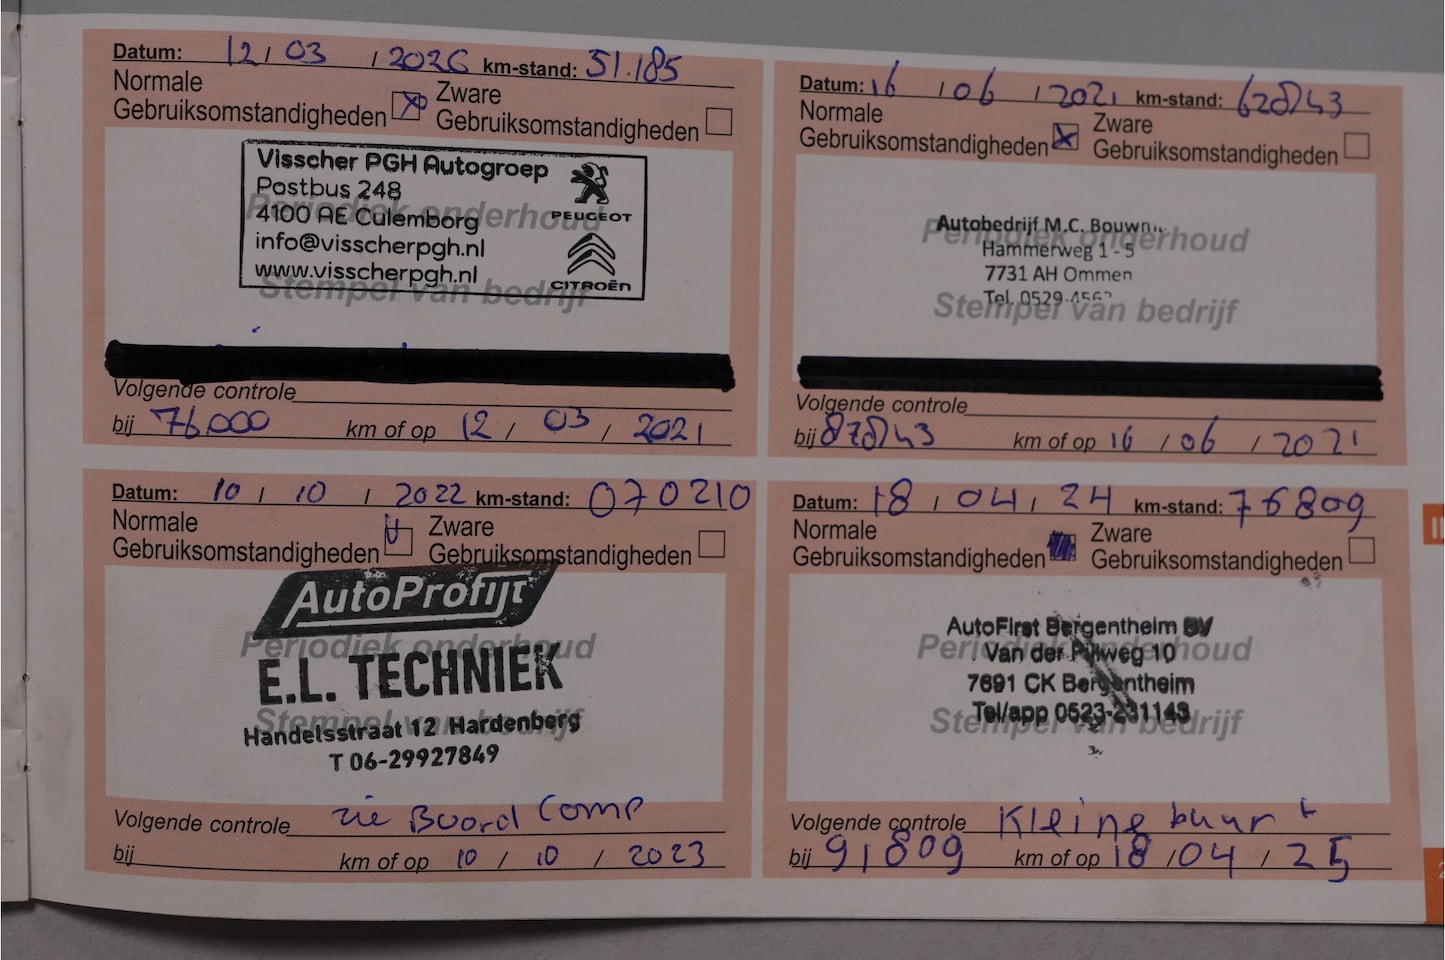 Datum: 12 / 03 / 2020 km-stand: 51.185
Normale
Gebruiksomstandigheden
Zware
Gebruiksomstandigheden
Periodiek onderhoud
Stempel van bedrijf
Visscher PGH Autogroep
Postbus 248
4100 AE Culemborg
info@visscherpgh.nl
www.visscherpgh.nl
PEUGEOT
CITROËN
Volgende controle
bij 76.000 km of op 12 / 03 / 2021
Datum: 16 / 06 / 2021 km-stand:
Normale
Gebruiksomstandigheden
Zware
Gebruiksomstandigheden
Periodiek onderhoud
Stempel van bedrijf
Autobedrijf M.C. Bouw
Hammerweg 1 - 5
7731 AH Ommen
Tel. 0529-456
Volgende controle
bij km of op 16 / 06 / 2021
Datum: 10 / 10 / 2022 km-stand: 070210
Normale
Gebruiksomstandigheden
Zware
Gebruiksomstandigheden
Periodiek onderhoud
Stempel van bedrijf
AutoProfijt
E.L. TECHNIEK
Handelsstraat 12 Hardenberg
T 06-29927849
Volgende controle zie Boord Comp
bij km of op 10 / 10 / 2023
Datum: 18 / 04 / 24 km-stand: 76809
Normale
Gebruiksomstandigheden
Zware
Gebruiksomstandigheden
Periodiek onderhoud
Stempel van bedrijf
AutoFirst Bergentheim BV
Van der Pijlweg 10
7691 CK Bergentheim
Tel/app 0523-231143
Volgende controle Kleine buurt
bij 91809 km of op 18 / 04 / 25